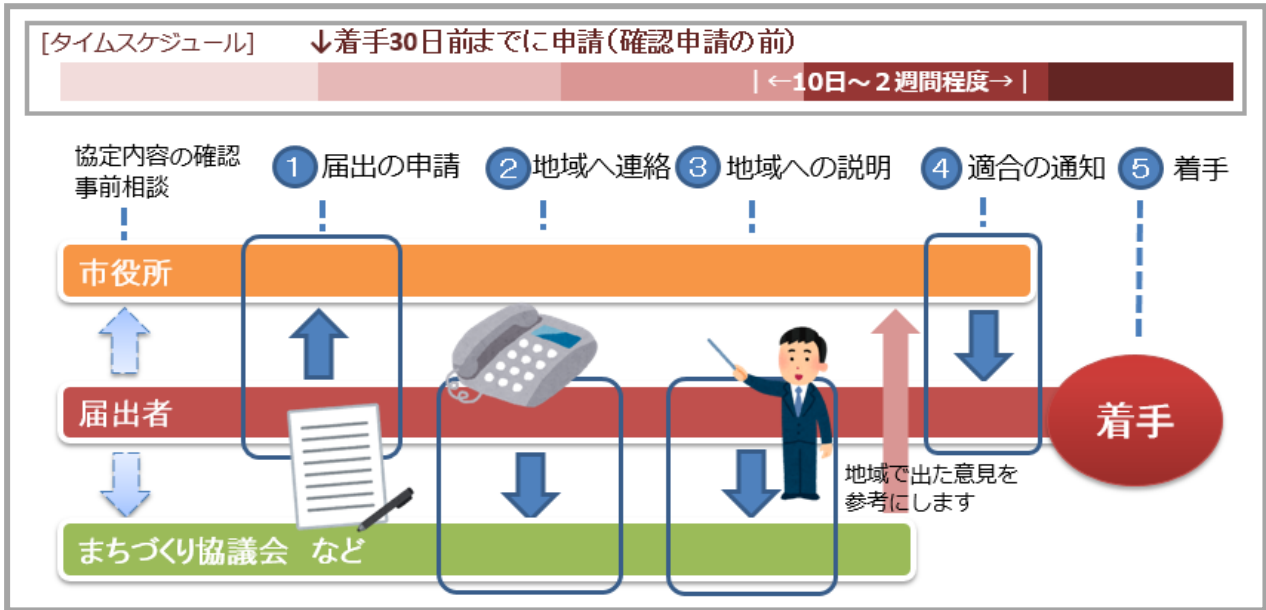 [タイムスケジュール]
↓着手30日前までに申請(確認申請の前)
|←10日～2週間程度→|
協定内容の確認
事前相談
① 届出の申請
② 地域へ連絡
③ 地域への説明
④ 適合の通知
⑤ 着手
市役所
届出者
着手
地域で出た意見を
参考にします
まちづくり協議会 など